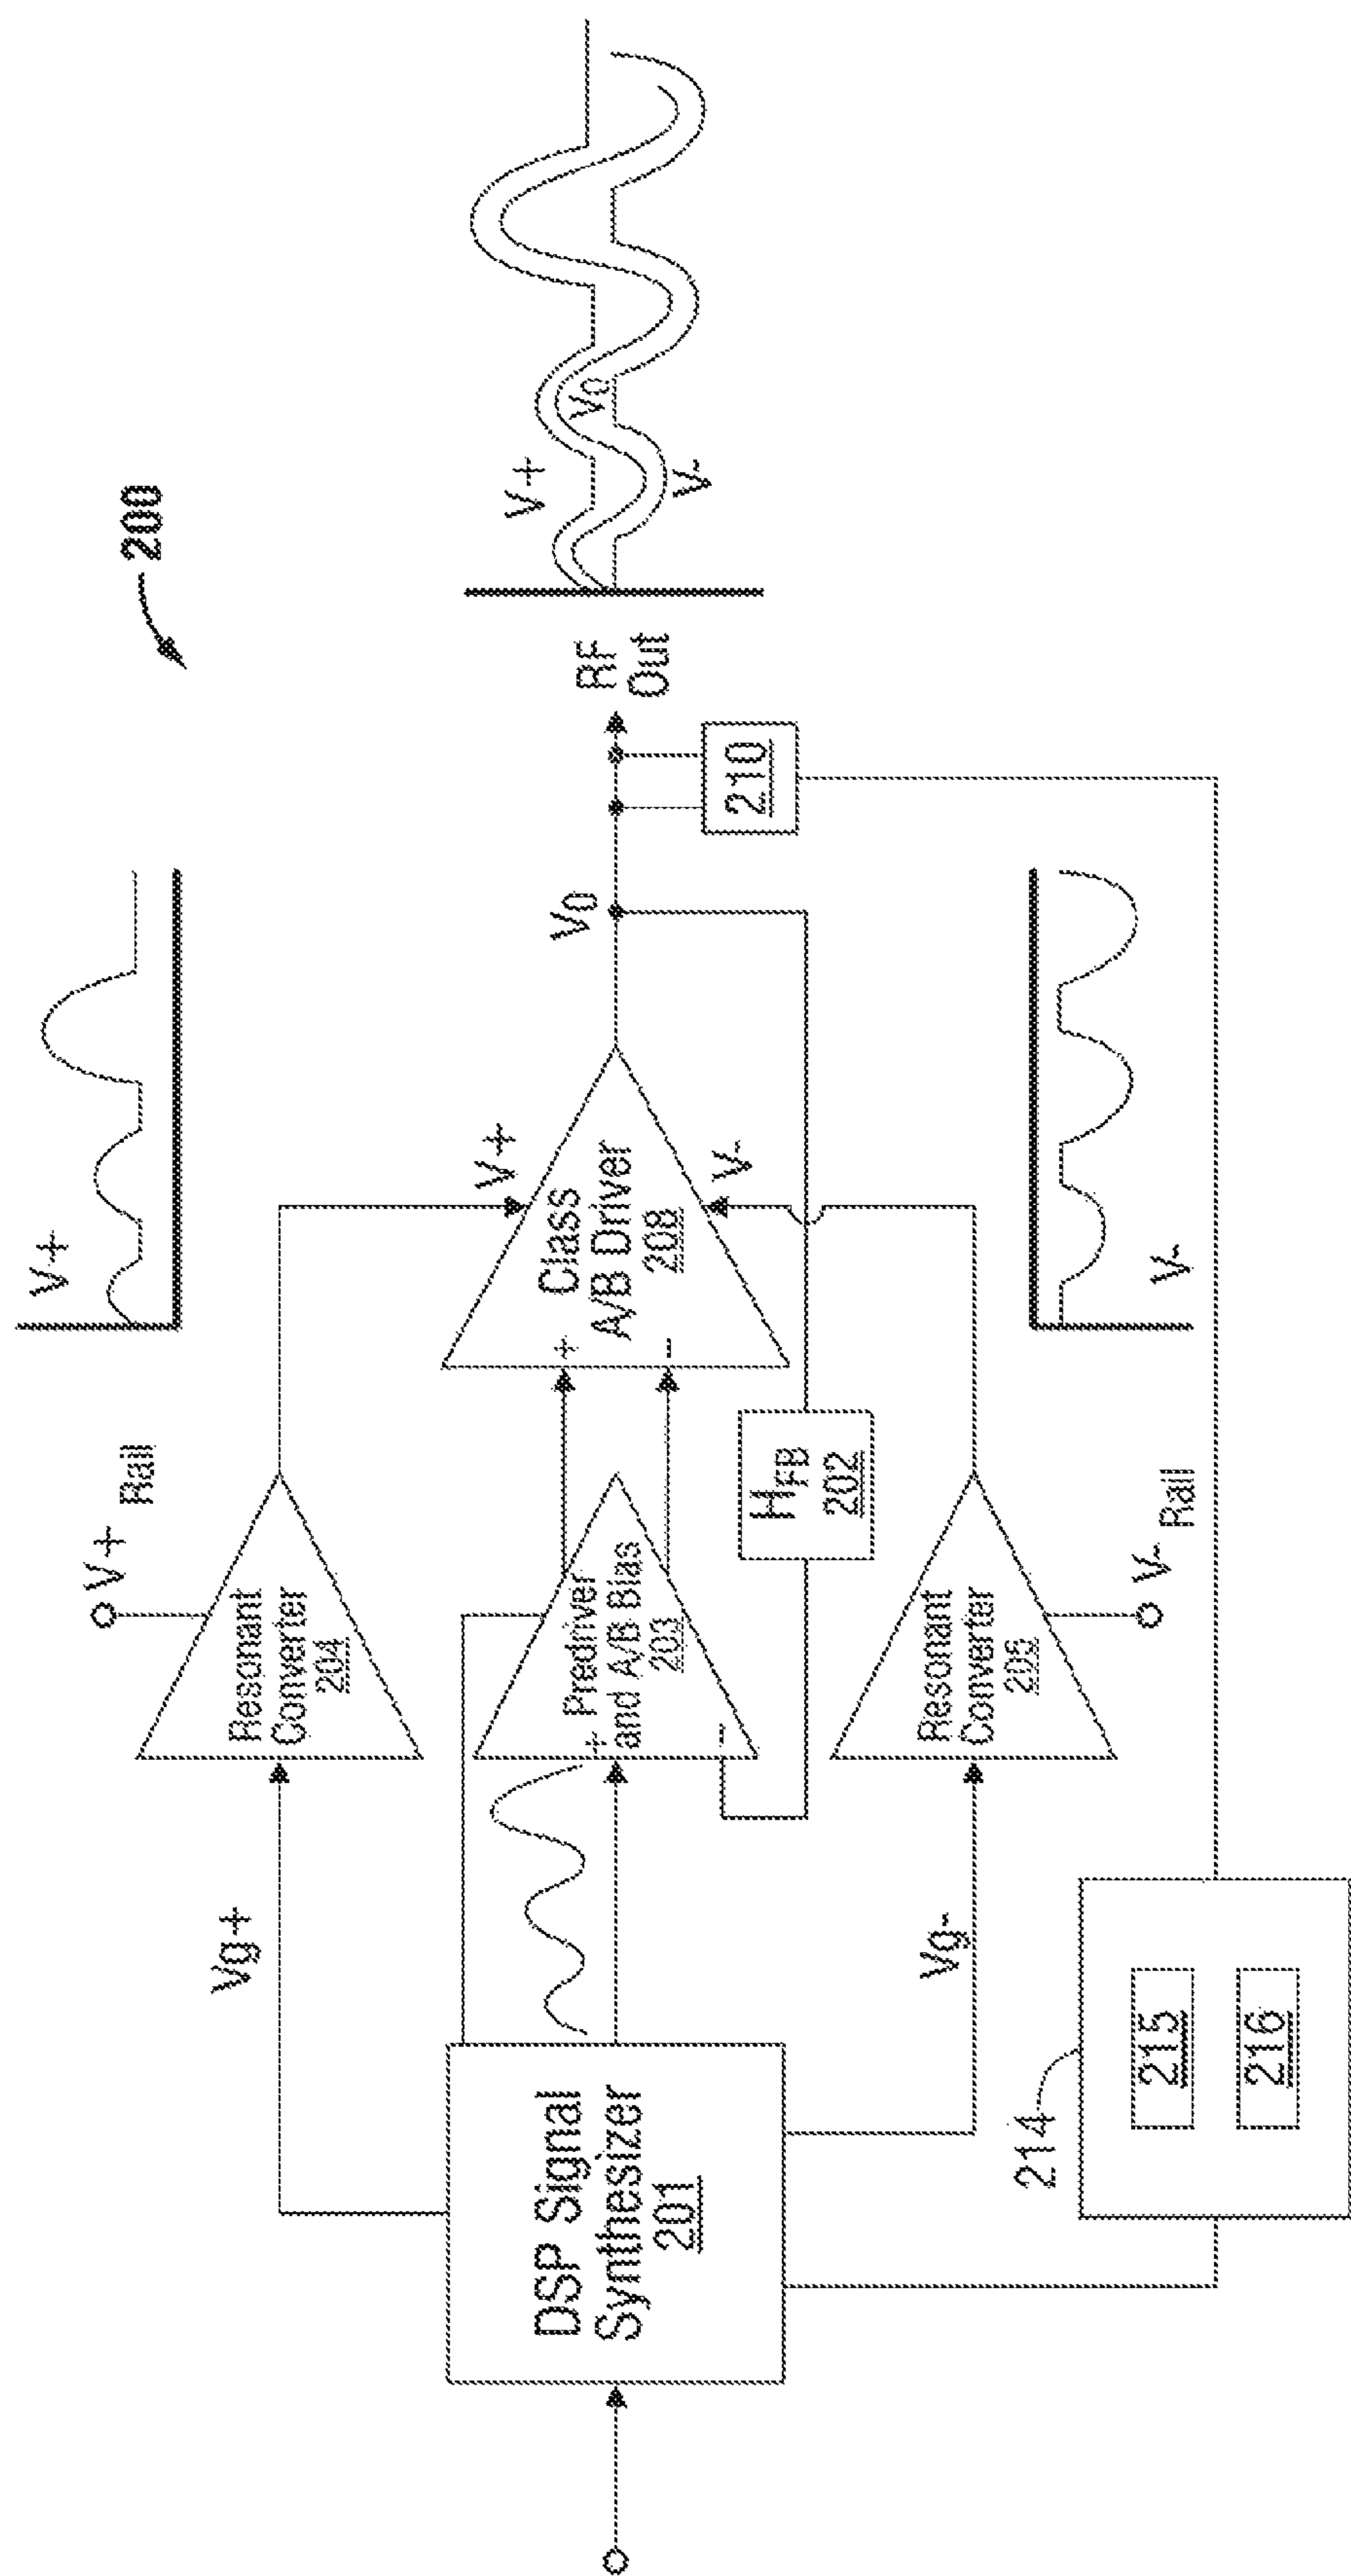 200
V+
V+
Rail
Resonant
Converter
204
Vg+
V+
V+
V0
V-
RF
Out
V0
Class
A/B Driver
208
+
-
V-
Predriver
and A/B Bias
203
+
-
DSP Signal
Synthesizer
201
HFB
202
210
Resonant
Converter
205
Vg-
V-
Rail
V-
214
215
216